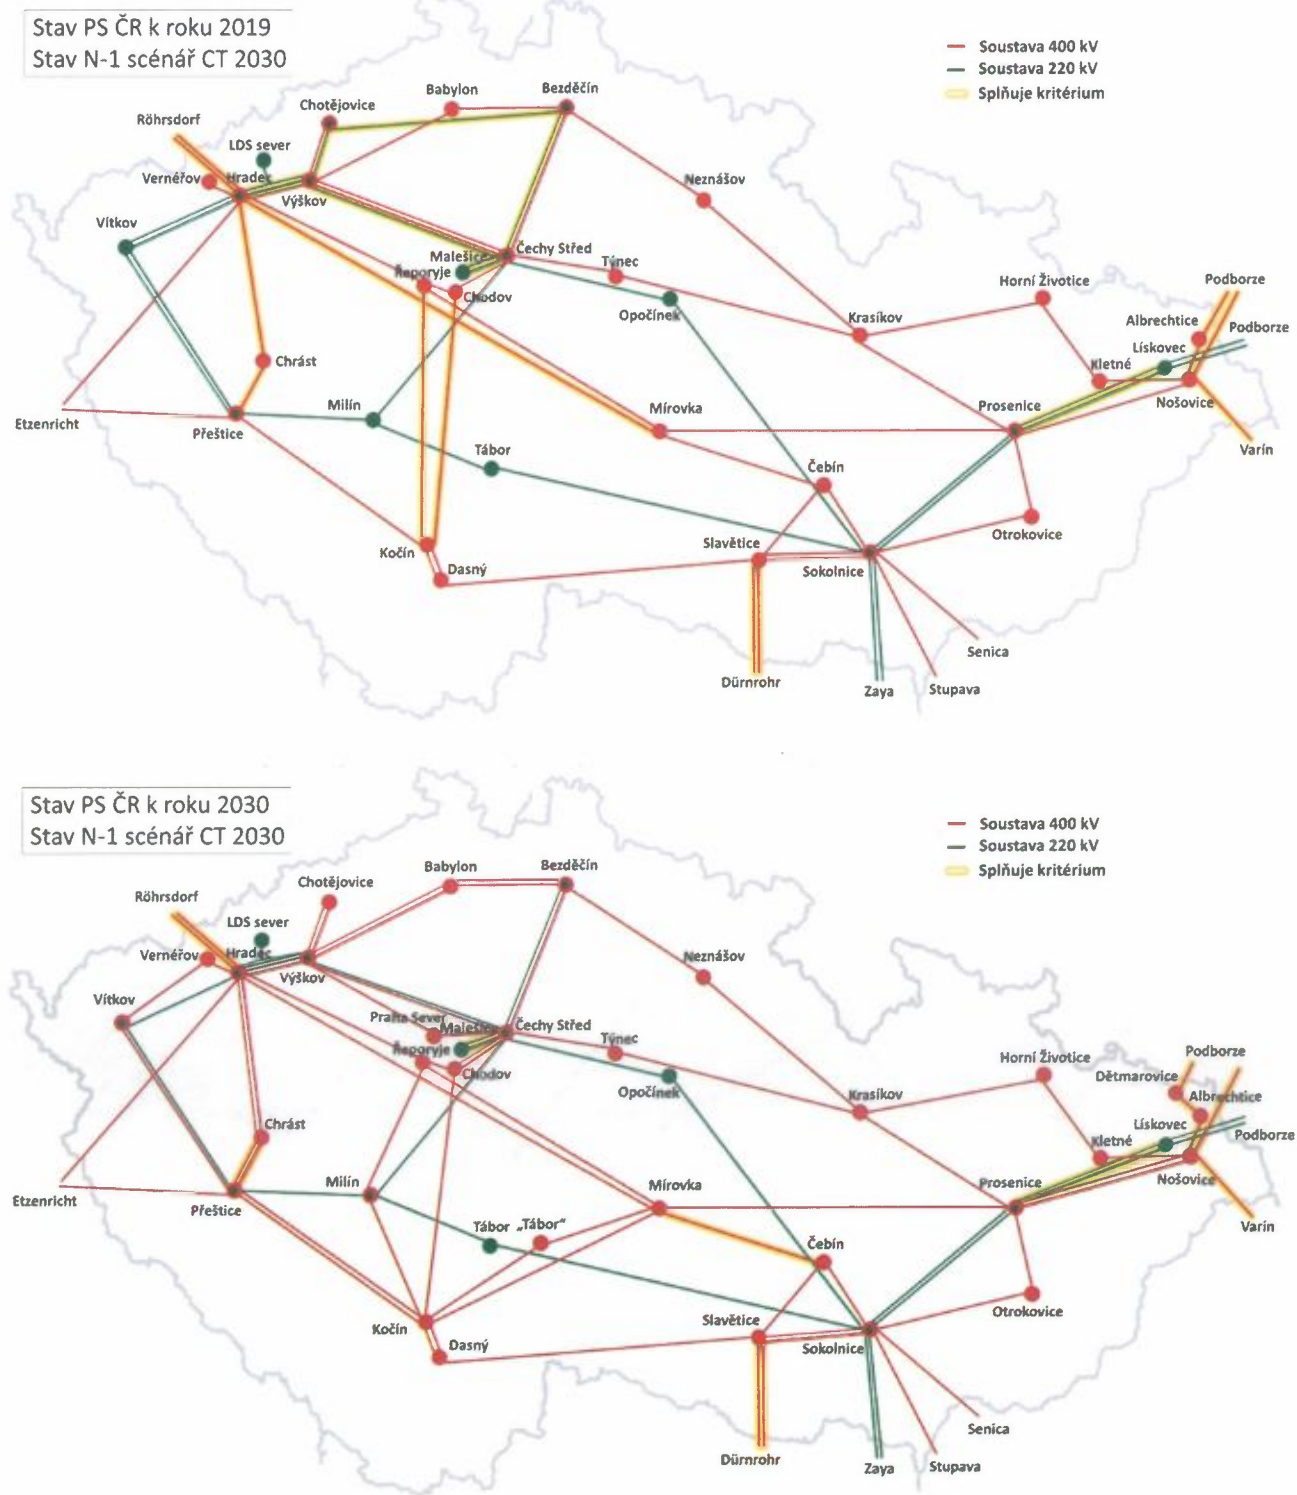 Stav PS ČR k roku 2019
Stav N-1 scénář CT 2030
Soustava 400 kV
Soustava 220 kV
Splňuje kritérium
Babylon
Bezděčín
Chotějovice
Röhrsdorf
LDS sever
Vernéřov
Hradec
Výškov
Neznášov
Vítkov
Malešice
Čechy Střed
Řeporyje
Chodov
Týnec
Opočínek
Horní Životice
Podborze
Krasíkov
Albrechtice
Podborze
Lískovec
Kletné
Nošovice
Chrást
Milín
Mírovka
Prosenice
Etzenricht
Přeštice
Varín
Tábor
Čebín
Otrokovice
Kočín
Dasný
Slavětice
Sokolnice
Senica
Dürnrohr
Zaya
Stupava
Stav PS ČR k roku 2030
Stav N-1 scénář CT 2030
Soustava 400 kV
Soustava 220 kV
Splňuje kritérium
Babylon
Bezděčín
Chotějovice
Röhrsdorf
LDS sever
Vernéřov
Hradec
Výškov
Neznášov
Vítkov
Praha Sever
Malešice
Čechy Střed
Řeporyje
Chodov
Týnec
Opočínek
Horní Životice
Podborze
Dětmarovice
Albrechtice
Krasíkov
Lískovec
Podborze
Kletné
Nošovice
Chrást
Milín
Mírovka
Prosenice
Etzenricht
Přeštice
Varín
Tábor „Tábor“
Čebín
Otrokovice
Kočín
Dasný
Slavětice
Sokolnice
Senica
Dürnrohr
Zaya
Stupava